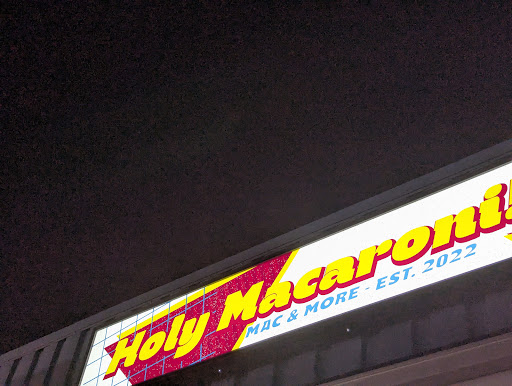 Holy Macaroni!
MAC & MORE - EST. 2022